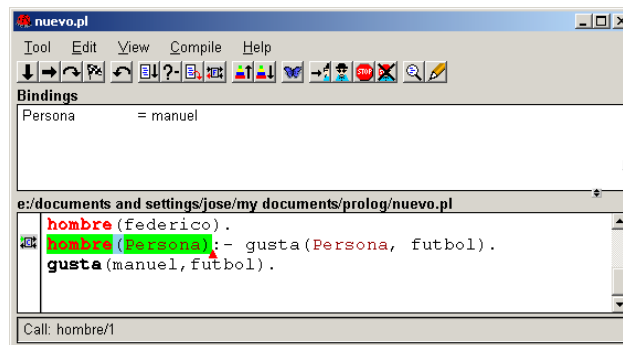 nuevo.pl
Tool Edit View Compile Help
?- STOP
Bindings
Persona = manuel
e:/documents and settings/jose/my documents/prolog/nuevo.pl
hombre(federico).
hombre(Persona):- gusta(Persona, futbol).
gusta(manuel,futbol).
Call: hombre/1